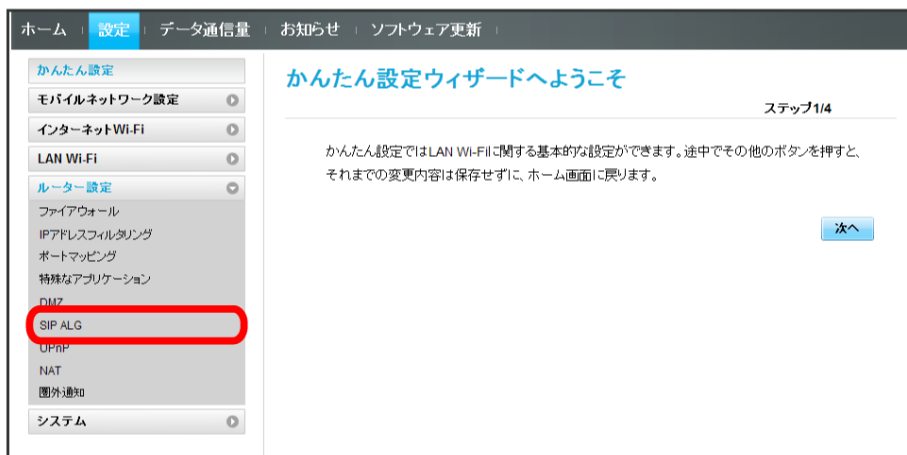 ホーム 設定 データ通信量 お知らせ ソフトウェア更新
かんたん設定
モバイルネットワーク設定
インターネットWi-Fi
LAN Wi-Fi
ルーター設定
ファイアウォール
IPアドレスフィルタリング
ポートマッピング
特殊なアプリケーション
DMZ
SIP ALG
UPnP
NAT
圏外通知
システム
かんたん設定ウィザードへようこそ
ステップ1/4
かんたん設定ではLAN Wi-Fiに関する基本的な設定ができます。途中でその他のボタンを押すと、
それまでの変更内容は保存せずに、ホーム画面に戻ります。
次へ